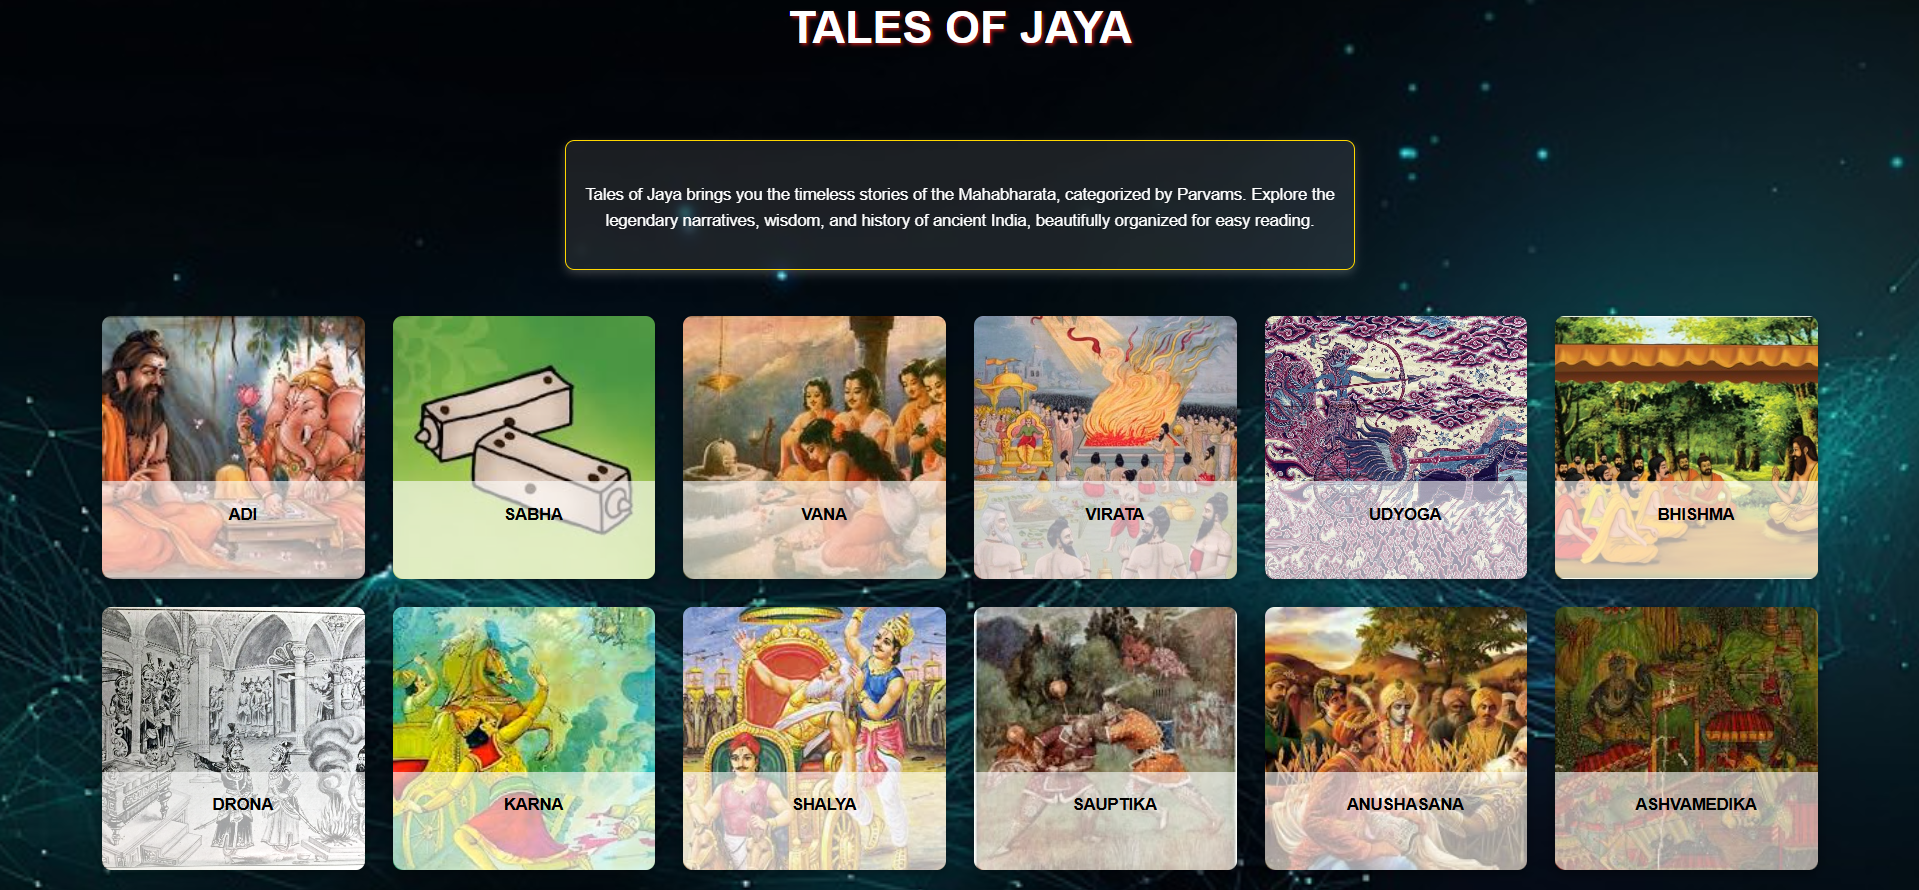 TALES OF JAYA
Tales of Jaya brings you the timeless stories of the Mahabharata, categorized by Parvams. Explore the
legendary narratives, wisdom, and history of ancient India, beautifully organized for easy reading.
ADI
SABHA
VANA
VIRATA
UDYOGA
BHISHMA
DRONA
KARNA
SHALYA
SAUPTIKA
ANUSHASANA
ASHVAMEDIKA